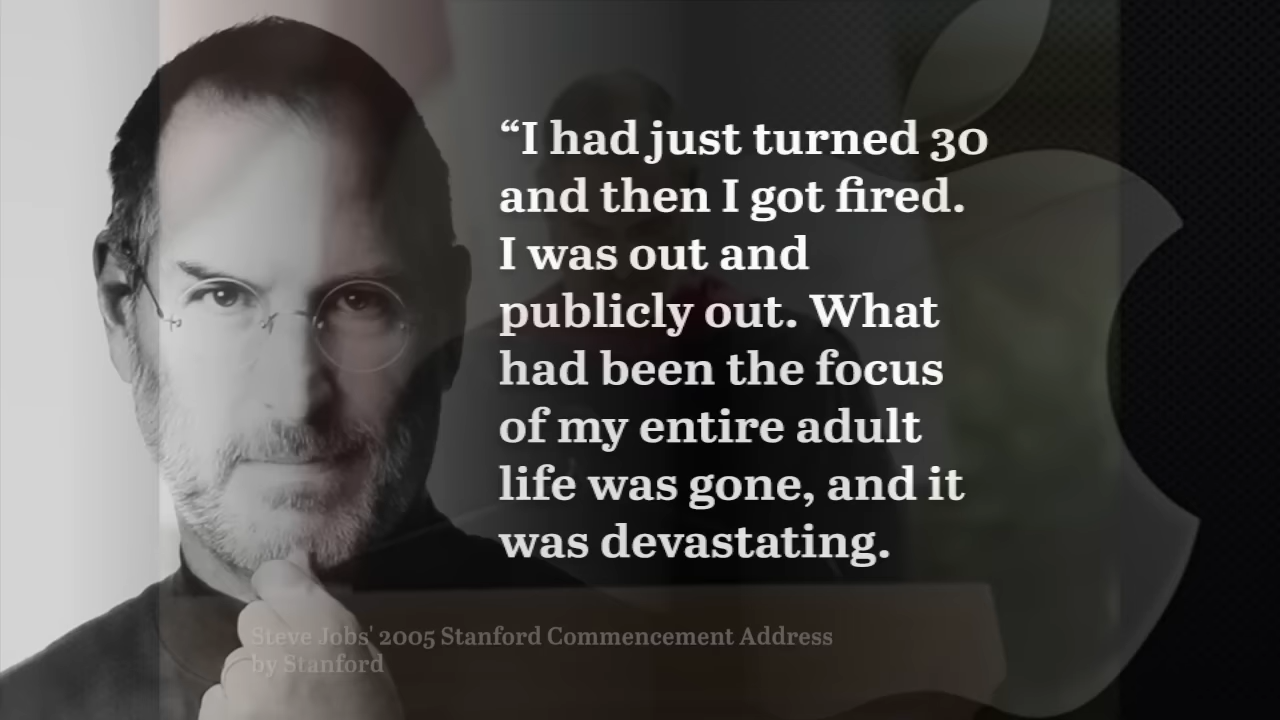 “I had just turned 30
and then I got fired.
I was out and
publicly out. What
had been the focus
of my entire adult
life was gone, and it
was devastating.
Steve Jobs' 2005 Stanford Commencement Address
by Stanford